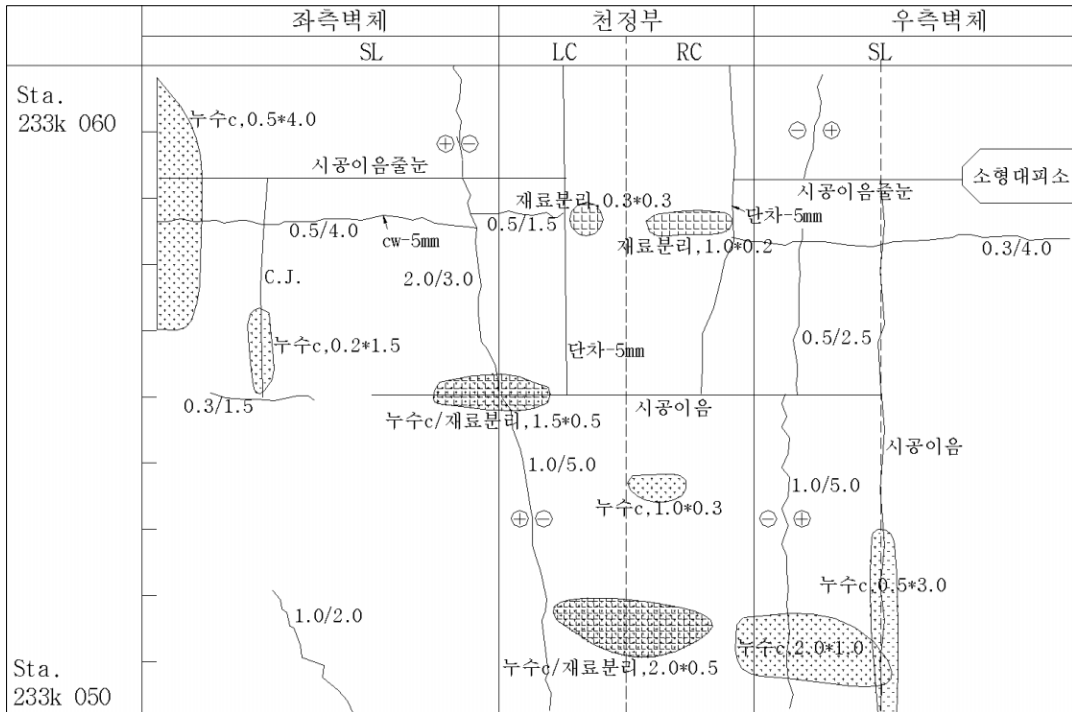 좌측벽체 천정부 우측벽체
SL LC RC SL
Sta.
233k 060
누수c,0.5*4.0
⊕⊖
⊖ ⊕
시공이음줄눈
소형대피소
시공이음줄눈
재료분리,0.3*0.3
단차-5mm
0.5/4.0
cw-5mm
0.5/1.5
재료분리,1.0*0.2
0.3/4.0
C.J.
2.0/3.0
0.5/2.5
누수c,0.2*1.5
단차-5mm
0.3/1.5
누수c/재료분리,1.5*0.5
시공이음
시공이음
1.0/5.0
1.0/5.0
누수c,1.0*0.3
⊕⊖
⊖ ⊕
누수c,0.5*3.0
1.0/2.0
누수c,2.0*1.0
누수c/재료분리,2.0*0.5
Sta.
233k 050